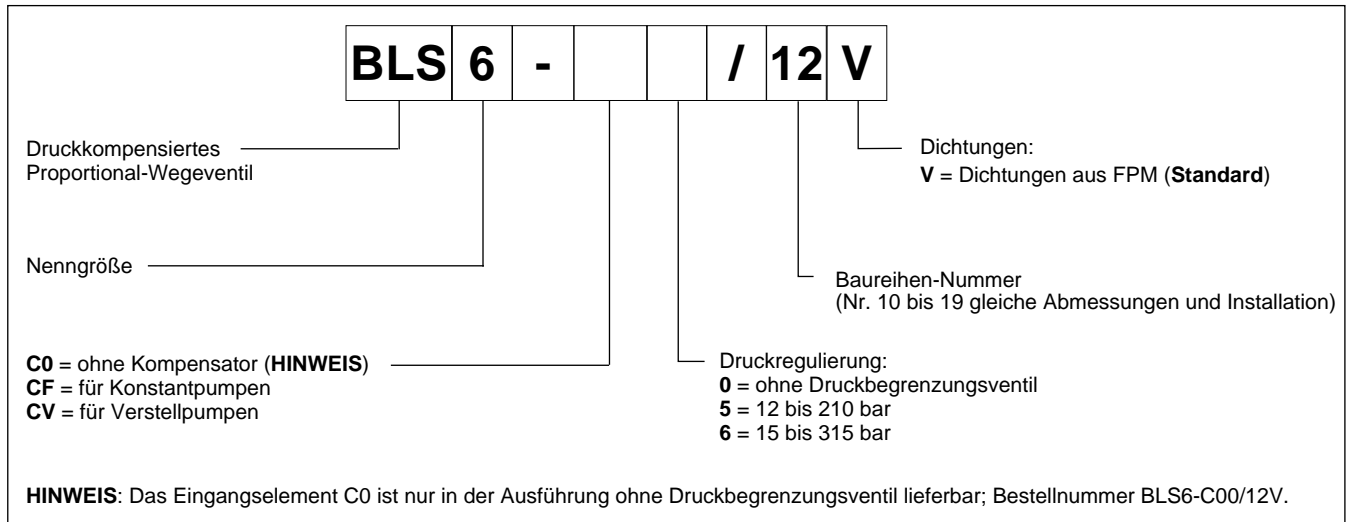 BLS 6 - / 12 V
Druckkompensiertes
Proportional-Wegeventil
Dichtungen:
V = Dichtungen aus FPM (Standard)
Nenngröße
Baureihen-Nummer
(Nr. 10 bis 19 gleiche Abmessungen und Installation)
C0 = ohne Kompensator (HINWEIS)
CF = für Konstantpumpen
CV = für Verstellpumpen
Druckregulierung:
0 = ohne Druckbegrenzungsventil
5 = 12 bis 210 bar
6 = 15 bis 315 bar
HINWEIS: Das Eingangselement C0 ist nur in der Ausführung ohne Druckbegrenzungsventil lieferbar; Bestellnummer BLS6-C00/12V.